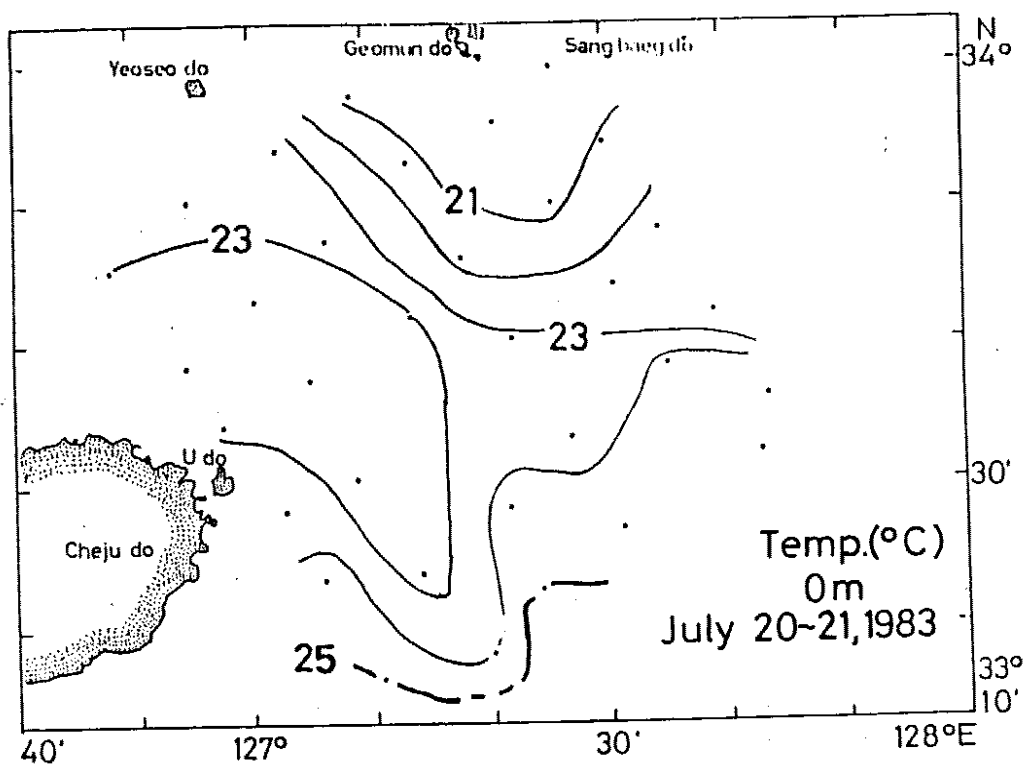 N
34°
Geomun do
Sang baeg do
Yeoseo do
21
23
23
U do
30'
Cheju do
Temp.(°C)
0m
July 20~21,1983
25
33°
10'
40'
127°
30'
128°E